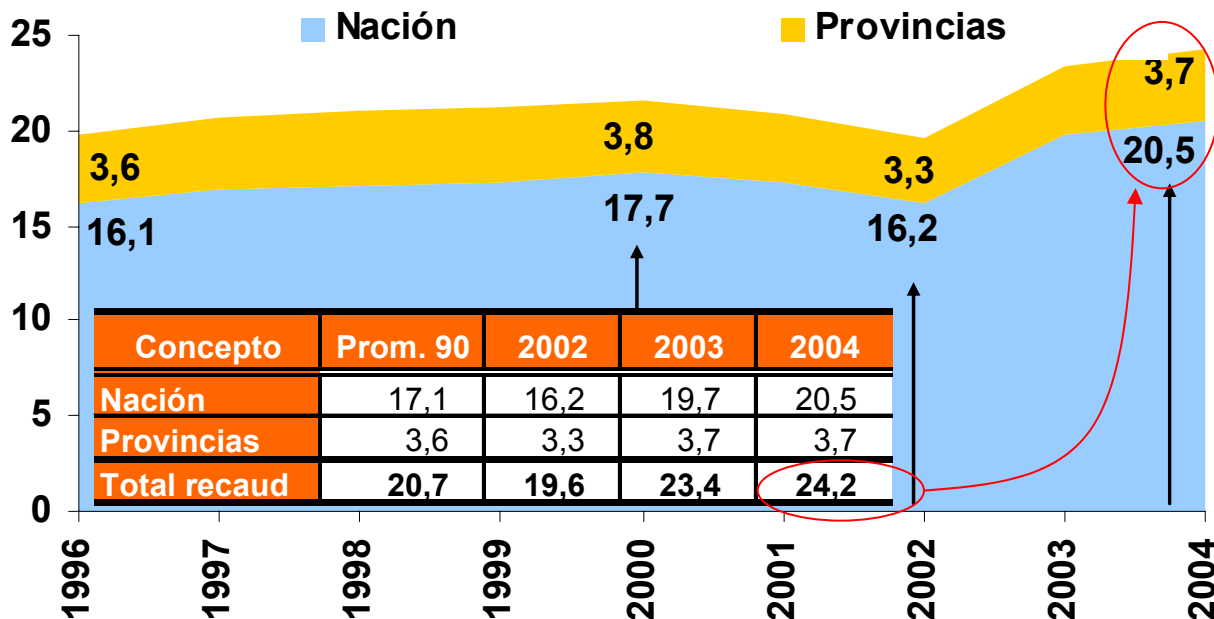 Nación Provincias
25
20
15
10
5
0
3,6
16,1
3,8
17,7
3,3
16,2
3,7
20,5
Concepto Prom. 90 2002 2003 2004
Nación 17,1 16,2 19,7 20,5
Provincias 3,6 3,3 3,7 3,7
Total recaud 20,7 19,6 23,4 24,2
1996 1997 1998 1999 2000 2001 2002 2003 2004